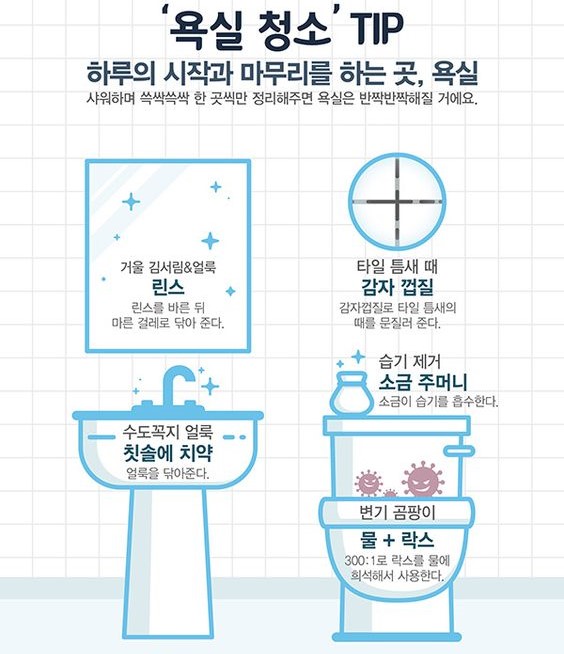 '욕실 청소' TIP
하루의 시작과 마무리를 하는 곳, 욕실
샤워하며 쓱싹쓱싹 한 곳씩만 정리해주면 욕실은 반짝반짝해질 거에요.
거울 김서림&얼룩
린스
린스를 바른 뒤
마른 걸레로 닦아 준다.
타일 틈새 때
감자 껍질
감자껍질로 타일 틈새의
때를 문질러 준다.
습기 제거
소금 주머니
소금이 습기를 흡수한다.
수도꼭지 얼룩
칫솔에 치약
얼룩을 닦아준다.
변기 곰팡이
물 + 락스
300:1로 락스를 물에
희석해서 사용한다.